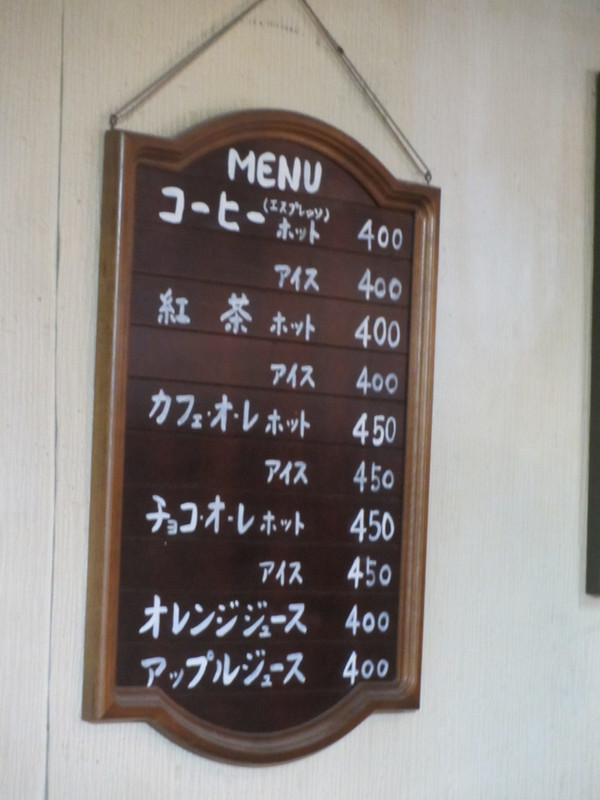 MENU
コーヒー(エスプレッソ) ホット 400
アイス 400
紅 茶 ホット 400
アイス 400
カフェ・オ・レ ホット 450
アイス 450
チョコ・オ・レ ホット 450
アイス 450
オレンジジュース 400
アップルジュース 400